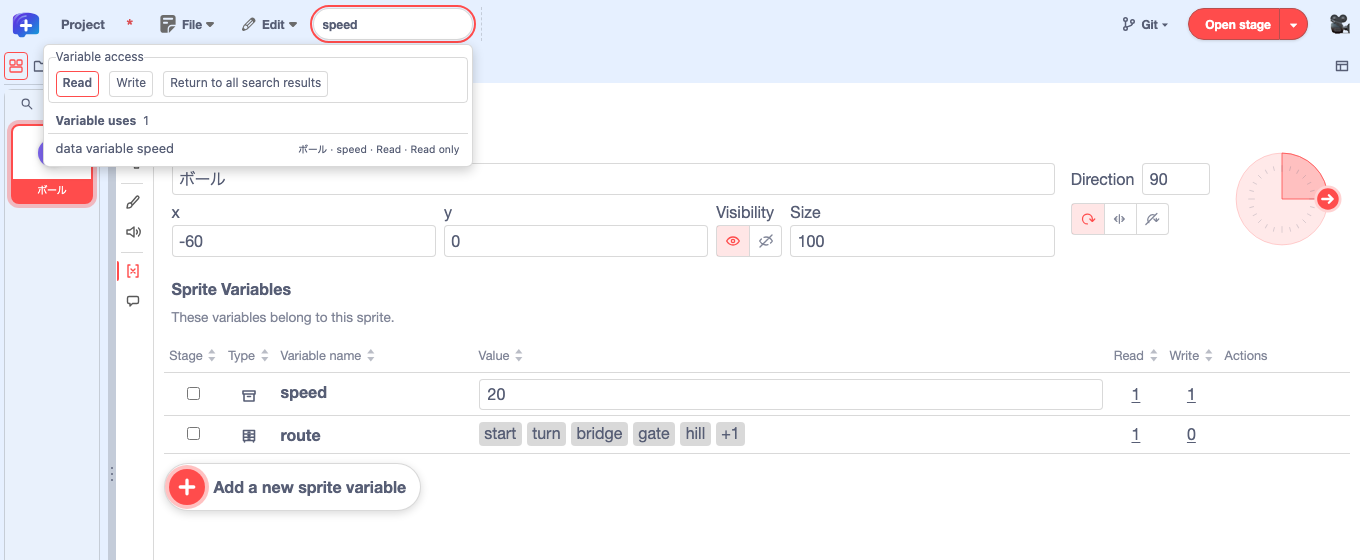 Project * File Edit speed Git Open stage
Variable access
Read Write Return to all search results
Variable uses 1
data variable speed ボール · speed · Read · Read only
ボール
ボール Direction 90
x y Visibility Size
-60 0 100
Sprite Variables
These variables belong to this sprite.
Stage Type Variable name Value Read Write Actions
speed 20 1 1
route start turn bridge gate hill +1 1 0
Add a new sprite variable